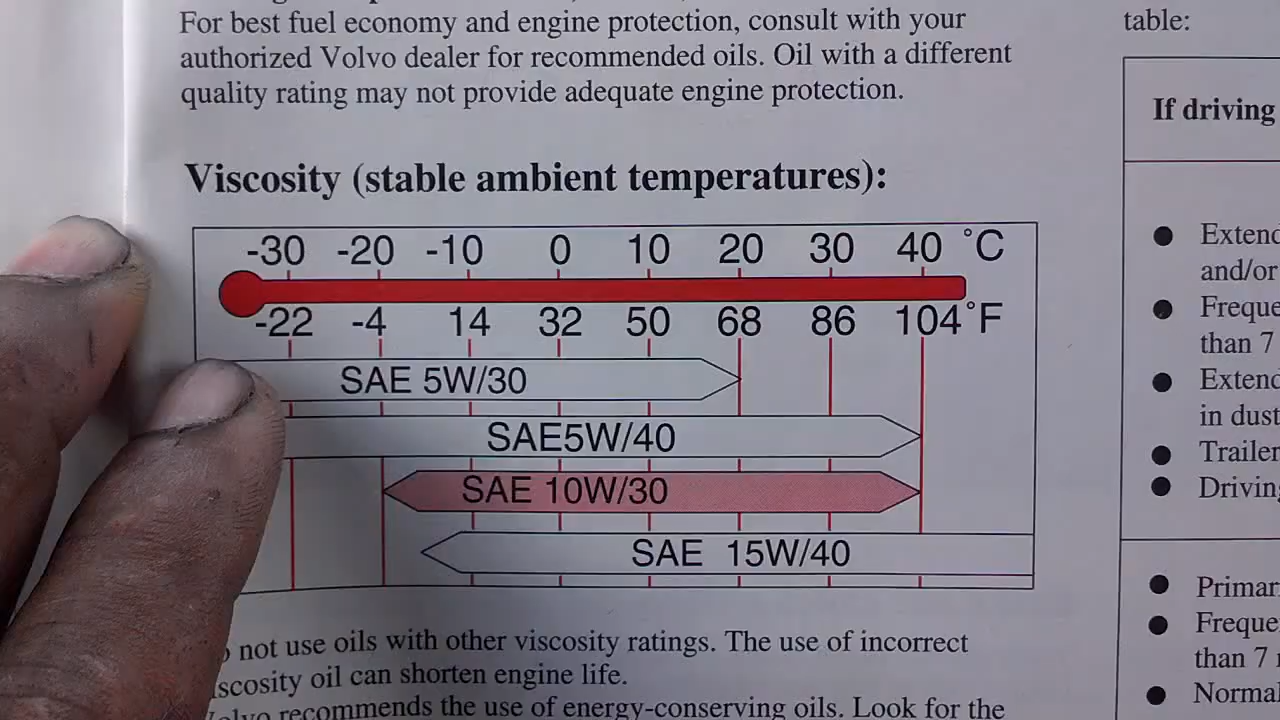 For best fuel economy and engine protection, consult with your
authorized Volvo dealer for recommended oils. Oil with a different
quality rating may not provide adequate engine protection.
Viscosity (stable ambient temperatures):
-30 -20 -10 0 10 20 30 40 °C
-22 -4 14 32 50 68 86 104°F
SAE 5W/30
SAE5W/40
SAE 10W/30
SAE 15W/40
not use oils with other viscosity ratings. The use of incorrect
iscosity oil can shorten engine life.
recommends the use of energy-conserving oils. Look for the
table:
If driving
● Extend
and/or
● Freque
than 7
● Extend
in dust
● Trailer
● Driving
● Primar
● Freque
than 7
● Normal